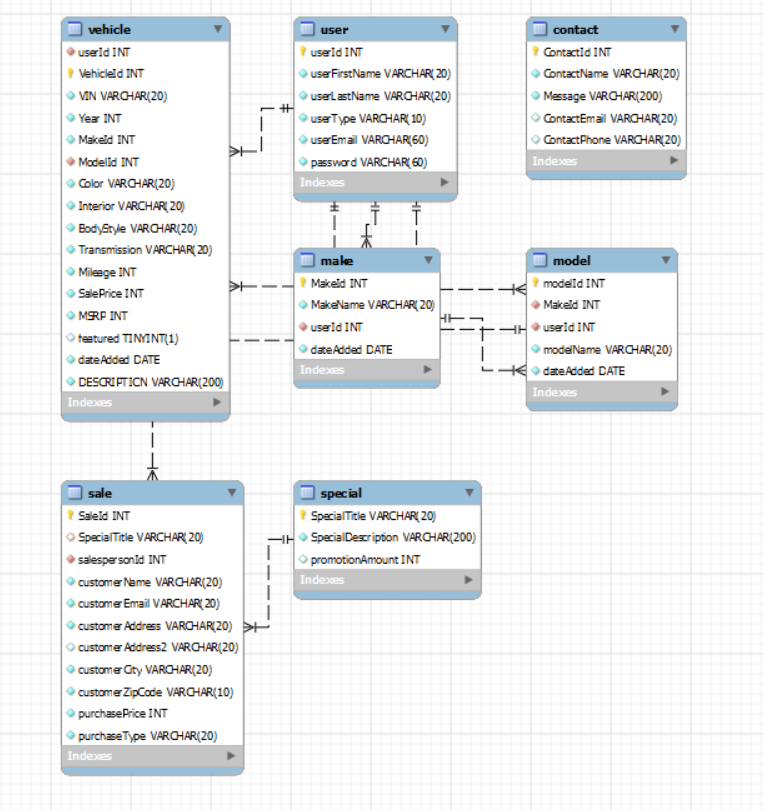 vehicle
userId INT
VehicleId INT
VIN VARCHAR(20)
Year INT
MakeId INT
ModelId INT
Color VARCHAR(20)
Interior VARCHAR(20)
BodyStyle VARCHAR(20)
Transmission VARCHAR(20)
Mileage INT
SalePrice INT
MSRP INT
featured TINYINT(1)
dateAdded DATE
DESCRIPTION VARCHAR(200)
Indexes
user
userId INT
userFirstName VARCHAR(20)
userLastName VARCHAR(20)
userType VARCHAR(10)
userEmail VARCHAR(60)
password VARCHAR(60)
Indexes
contact
ContactId INT
ContactName VARCHAR(20)
Message VARCHAR(200)
ContactEmail VARCHAR(20)
ContactPhone VARCHAR(20)
Indexes
make
MakeId INT
MakeName VARCHAR(20)
userId INT
dateAdded DATE
Indexes
model
modelId INT
MakeId INT
userId INT
modelName VARCHAR(20)
dateAdded DATE
Indexes
sale
SaleId INT
SpecialTitle VARCHAR(20)
salespersonId INT
customerName VARCHAR(20)
customerEmail VARCHAR(20)
customerAddress VARCHAR(20)
customerAddress2 VARCHAR(20)
customerCity VARCHAR(20)
customerZipCode VARCHAR(10)
purchasePrice INT
purchaseType VARCHAR(20)
Indexes
special
SpecialTitle VARCHAR(20)
SpecialDescription VARCHAR(200)
promotionAmount INT
Indexes